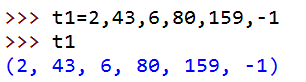 >>> t1=2,43,6,80,159,-1
>>> t1
(2, 43, 6, 80, 159, -1)